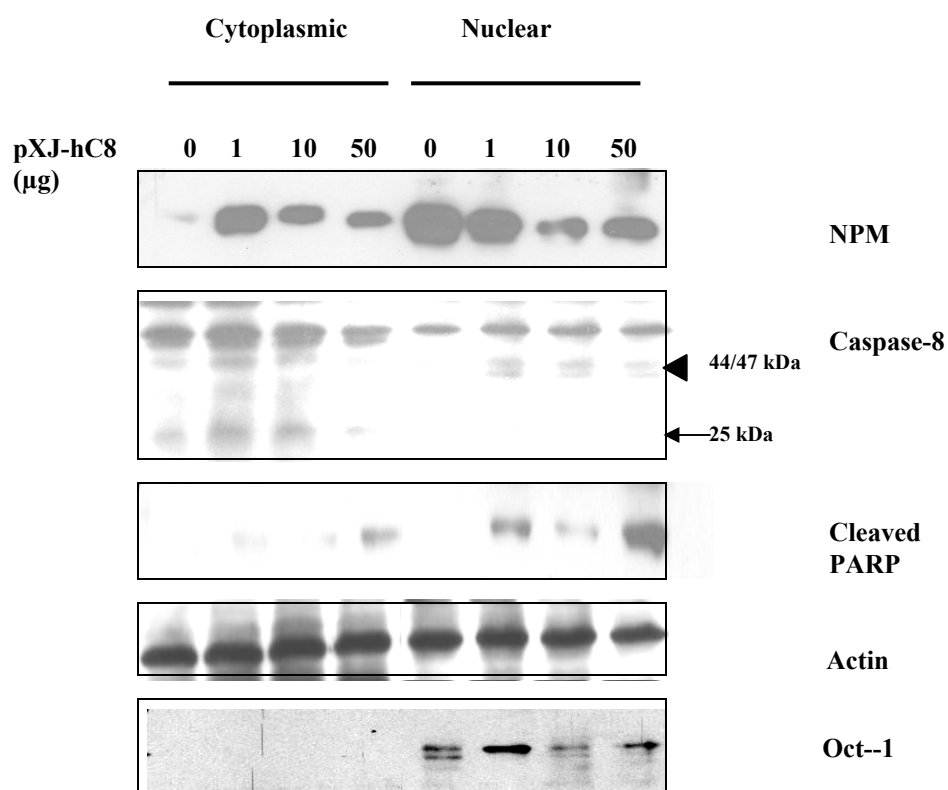 Cytoplasmic Nuclear
pXJ-hC8 0 1 10 50 0 1 10 50
(µg)
NPM
Caspase-8
44/47 kDa
25 kDa
Cleaved
PARP
Actin
Oct--1